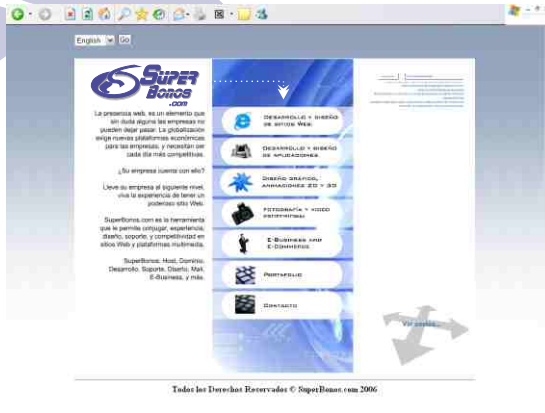 English
Go
SUPER
BONOS
.COM
La presencia web, es un elemento que
sin duda alguna las empresas no
pueden dejar pasar. La globalización
exige nuevas plataformas económicas
para las empresas, y necesitan ser
cada día más competitivas.
¿Su empresa cuenta con ello?
Lleve su empresa al siguiente nivel,
viva la experiencia de tener un
poderoso sitio Web.
SuperBonos.com es la herramienta
que le permite conjugar, experiencia,
diseño, soporte, y competitividad en
sitios Web y plataformas multimedia.
SuperBonos: Host, Dominio,
Desarrollo, Soporte, Diseño, Mail,
E-Business, y más.
DESARROLLO Y DISEÑO
DE SITIOS WEB.
DESARROLLO Y DISEÑO
DE APLICACIONES.
DISEÑO GRÁFICO,
ANIMACIONES 2D Y 3D
FOTOGRAFÍA Y VIDEO
E-BUSINESS AND
E-COMMERCE
PORTAFOLIO
CONTACTO
Todos los Derechos Reservados © SuperBonos.com 2006